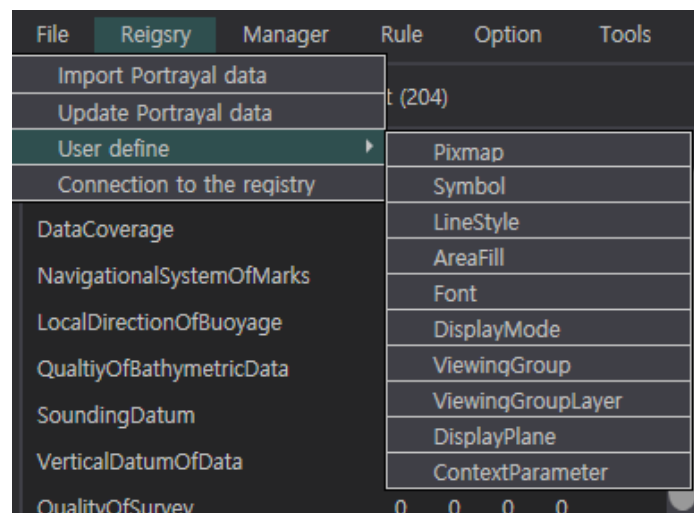 File Reigsry Manager Rule Option Tools
Import Portrayal data
t (204)
Update Portrayal data
User define
Pixmap
Connection to the registry
Symbol
DataCoverage
LineStyle
AreaFill
NavigationalSystemOfMarks
Font
LocalDirectionOfBuoyage
DisplayMode
QualtiyOfBathymetricData
ViewingGroup
ViewingGroupLayer
SoundingDatum
DisplayPlane
VerticalDatumOfData
ContextParameter
QualityOfSurvey 0 0 0 0